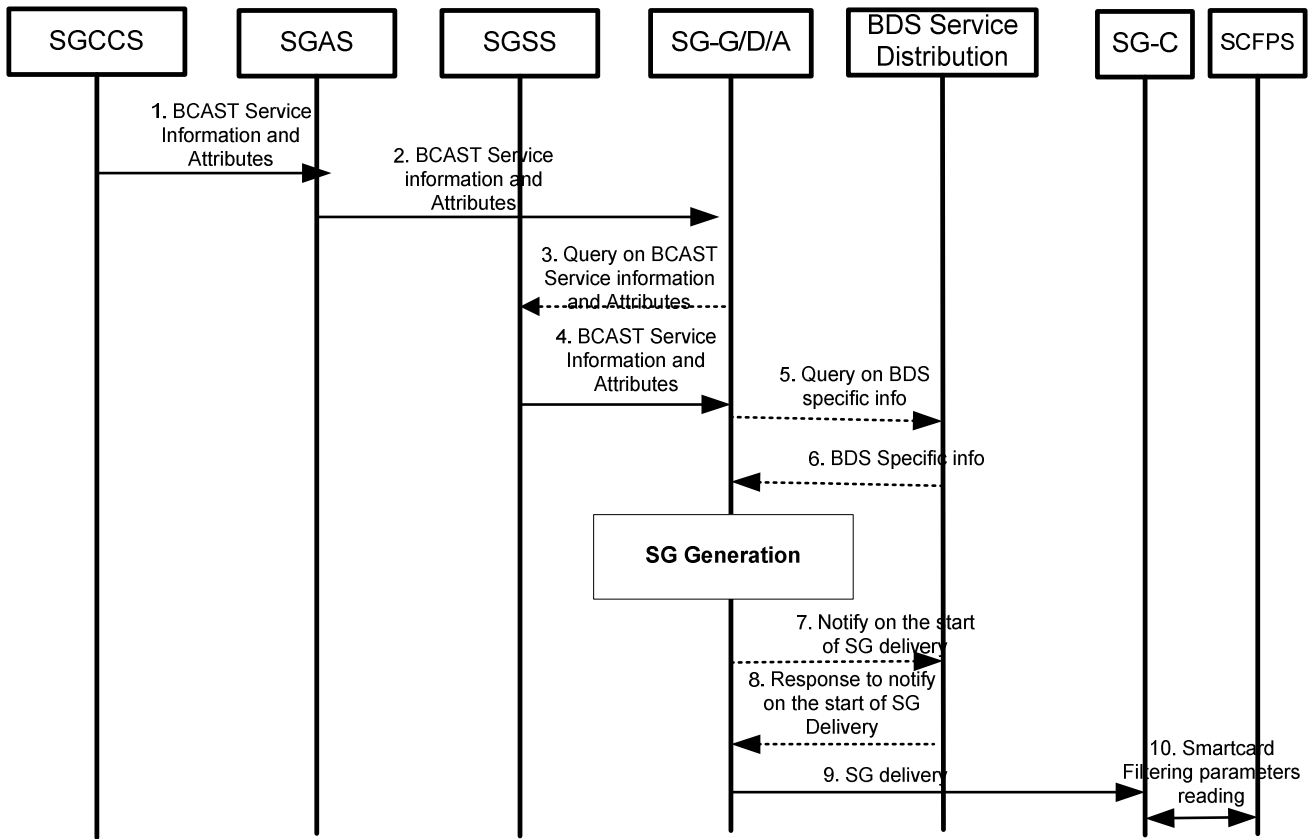 SGCCS
SGAS
SGSS
SG-G/D/A
BDS Service
Distribution
SG-C
SCFPS
1. BCAST Service
Information and
Attributes
2. BCAST Service
information and
Attributes
3. Query on BCAST
Service information
and Attributes
4. BCAST Service
Information and
Attributes
5. Query on BDS
specific info
6. BDS Specific info
SG Generation
7. Notify on the start
of SG delivery
8. Response to notify
on the start of SG
Delivery
9. SG delivery
10. Smartcard
Filtering parameters
reading